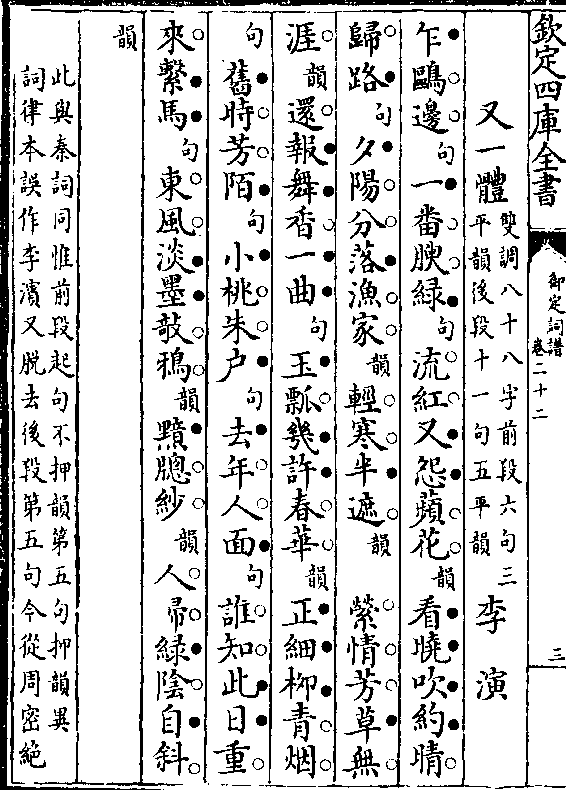 欽定四庫全書
御定詞譜
卷二十二
三
又一體 雙調八十八字前段六句三平韻後段十一句五平韻 李演
乍鷗邊句一番腴綠句流紅又怨蘋花韻看曉吹約晴
歸路句夕陽分落漁家韻輕寒半遮韻 縈情芳草無
涯韻還報舞香一曲句玉瓢幾許春華韻正細柳青烟
句舊時芳陌句小桃朱户句去年人面句誰知此日重
來繫馬句東風淡墨敧鴉韻黯牕紗韻人歸綠陰自斜
韻
此與秦詞同惟前段起句不押韻第五句押韻異
詞律本誤作李濱又脱去後段第五句今從周密絶